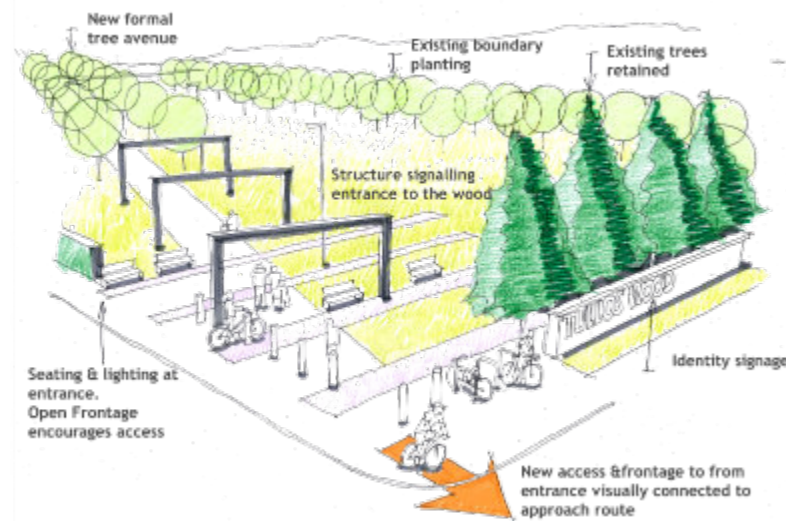 New formal
tree avenue
Existing boundary
planting
Existing trees
retained
Structure signalling
entrance to the wood
WOOD
Identity signage
Seating & lighting at
entrance.
Open Frontage
encourages access
New access &frontage to from
entrance visually connected to
approach route